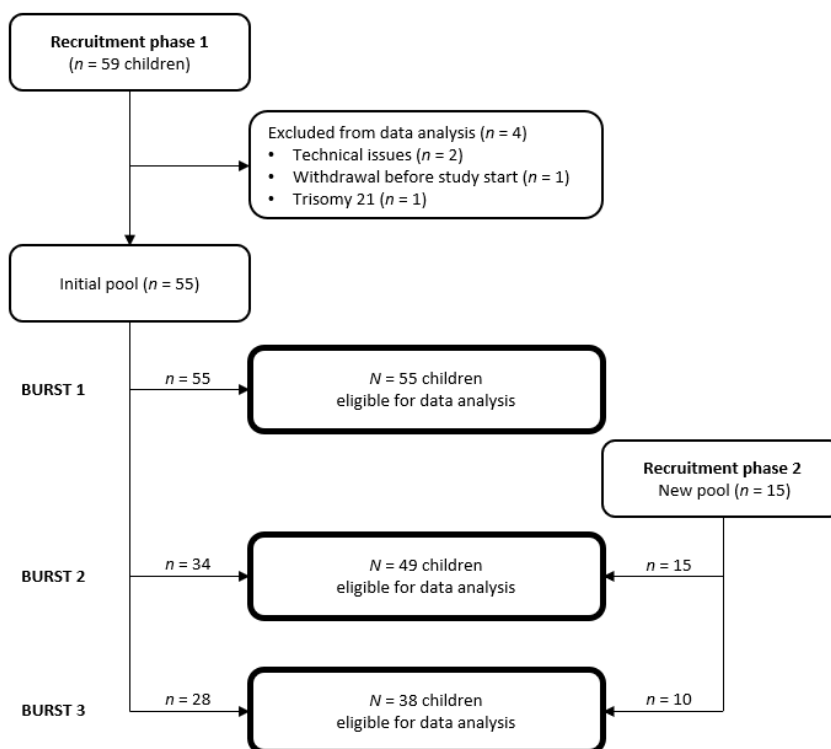 Recruitment phase 1
(n = 59 children)
Excluded from data analysis (n = 4)
• Technical issues (n = 2)
• Withdrawal before study start (n = 1)
• Trisomy 21 (n = 1)
Initial pool (n = 55)
BURST 1
n = 55
N = 55 children
eligible for data analysis
Recruitment phase 2
New pool (n = 15)
BURST 2
n = 34
N = 49 children
eligible for data analysis
n = 15
BURST 3
n = 28
N = 38 children
eligible for data analysis
n = 10